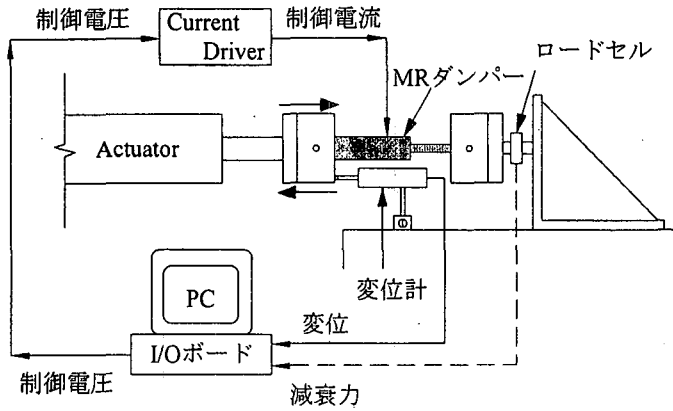 制御電圧
Current
Driver
制御電流
ロードセル
MRダンパー
Actuator
変位計
PC
変位
I/Oボード
制御電圧
減衰力